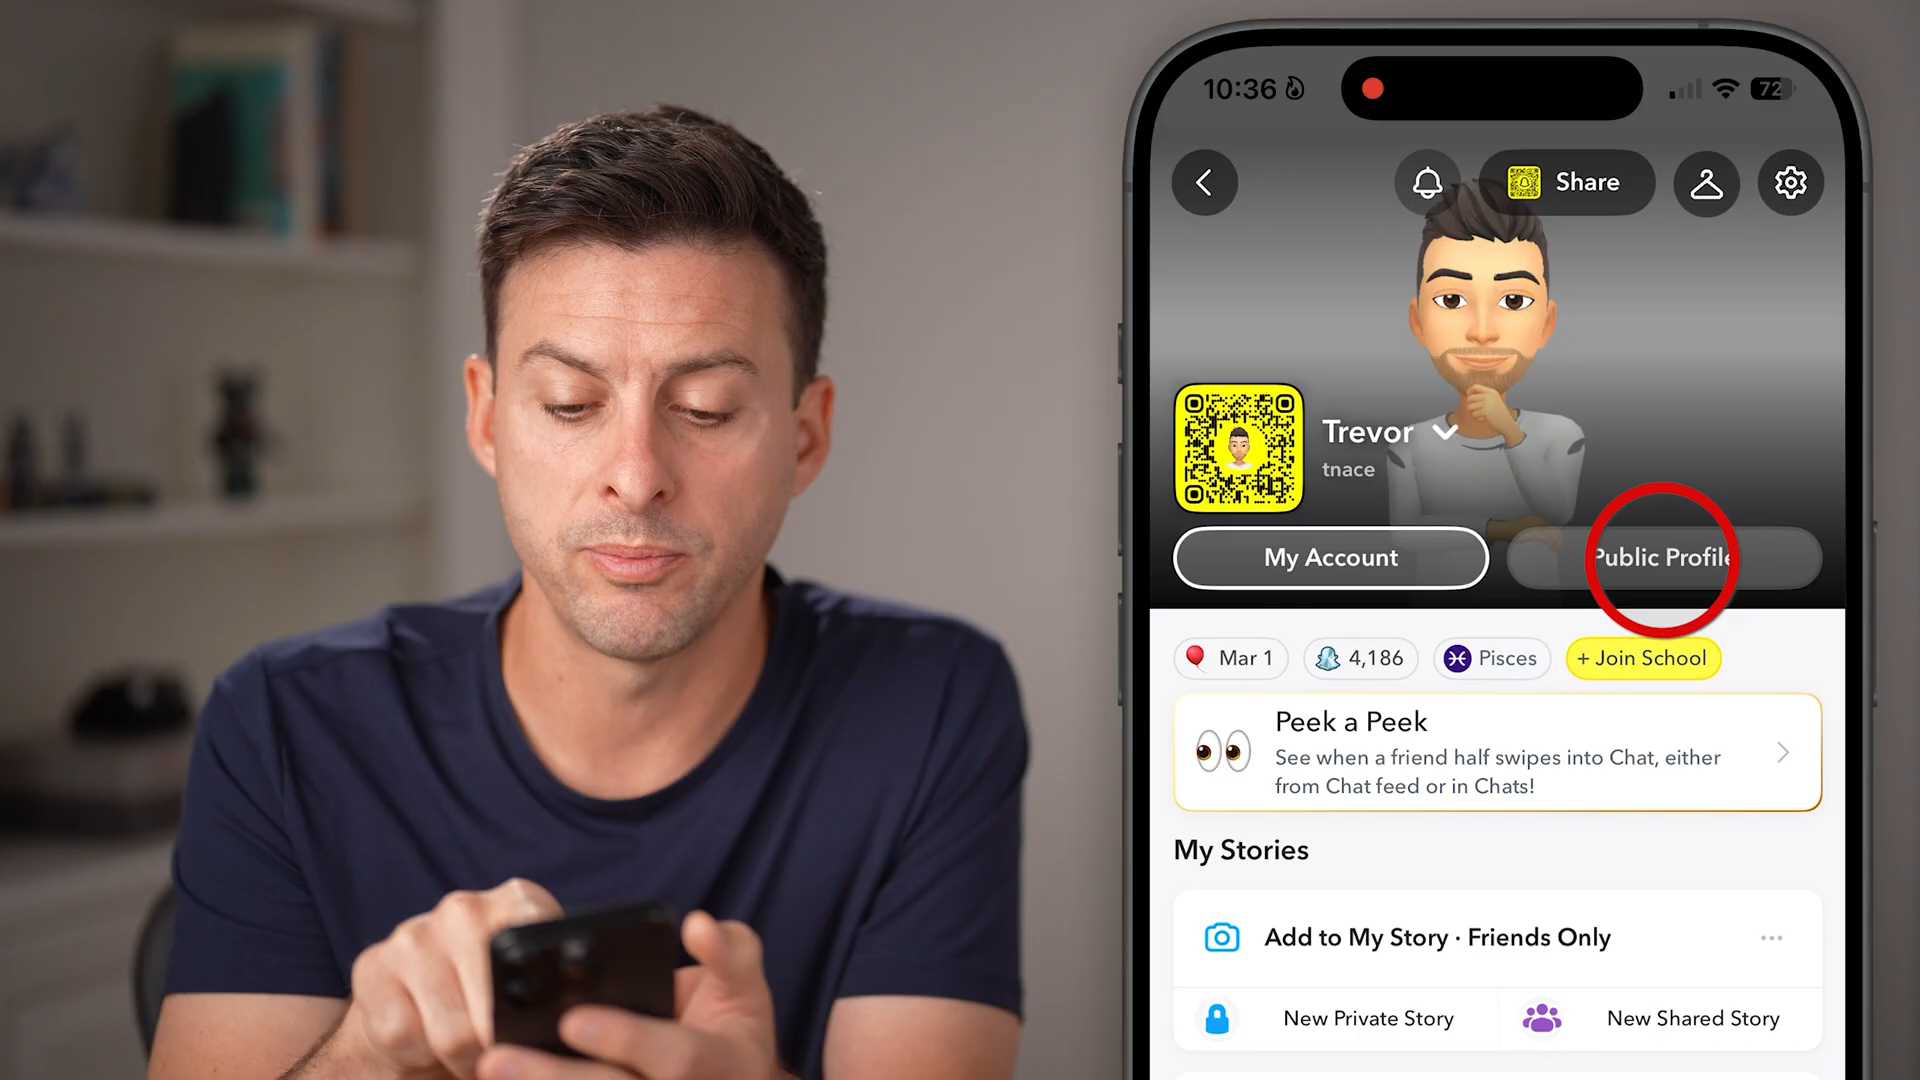 10:36
72
Share
Trevor
tnace
My Account
Public Profile
Mar 1
4,186
Pisces
+ Join School
Peek a Peek
See when a friend half swipes into Chat, either
from Chat feed or in Chats!
My Stories
Add to My Story · Friends Only
New Private Story
New Shared Story